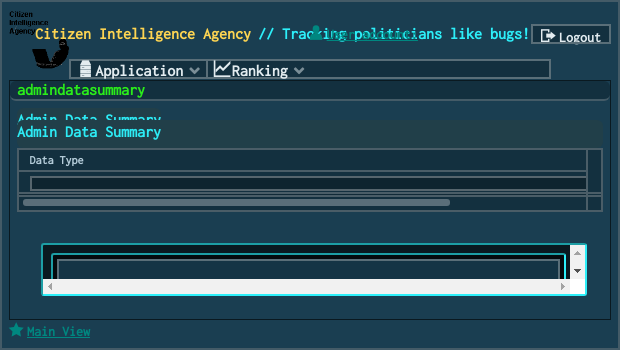 Citizen
Intelligence
Agency
Citizen Intelligence Agency // Tracking politicians like bugs!
Logout
Application
Ranking
admindatasummary
Admin Data Summary
Admin Data Summary
Data Type
Main View